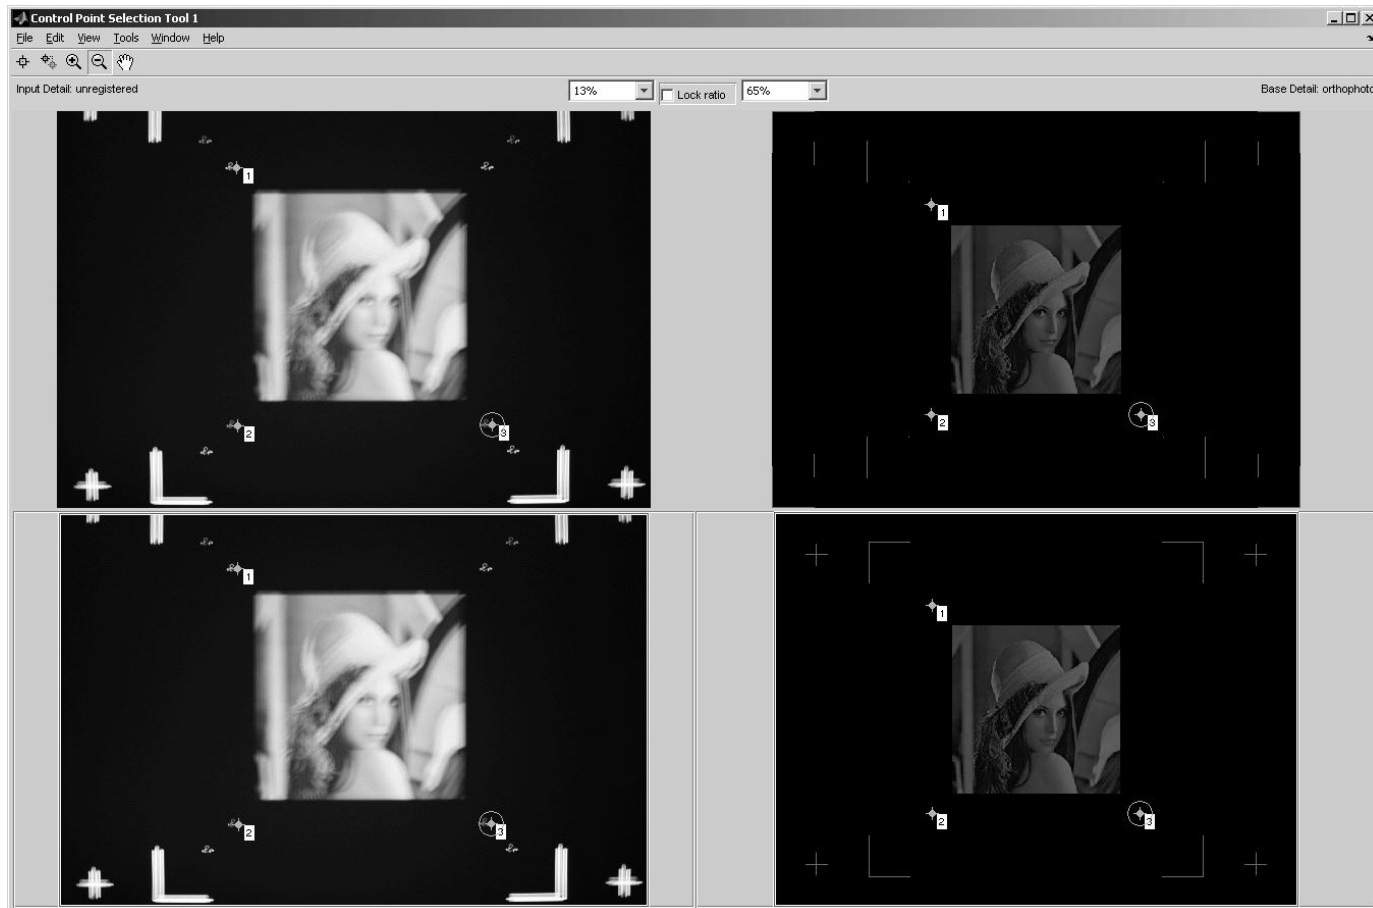 Control Point Selection Tool 1
File Edit View Tools Window Help
Input Detail: unregistered
13%
Lock ratio
65%
Base Detail: orthophoto
1
2
3
1
2
3
1
2
3
1
2
3